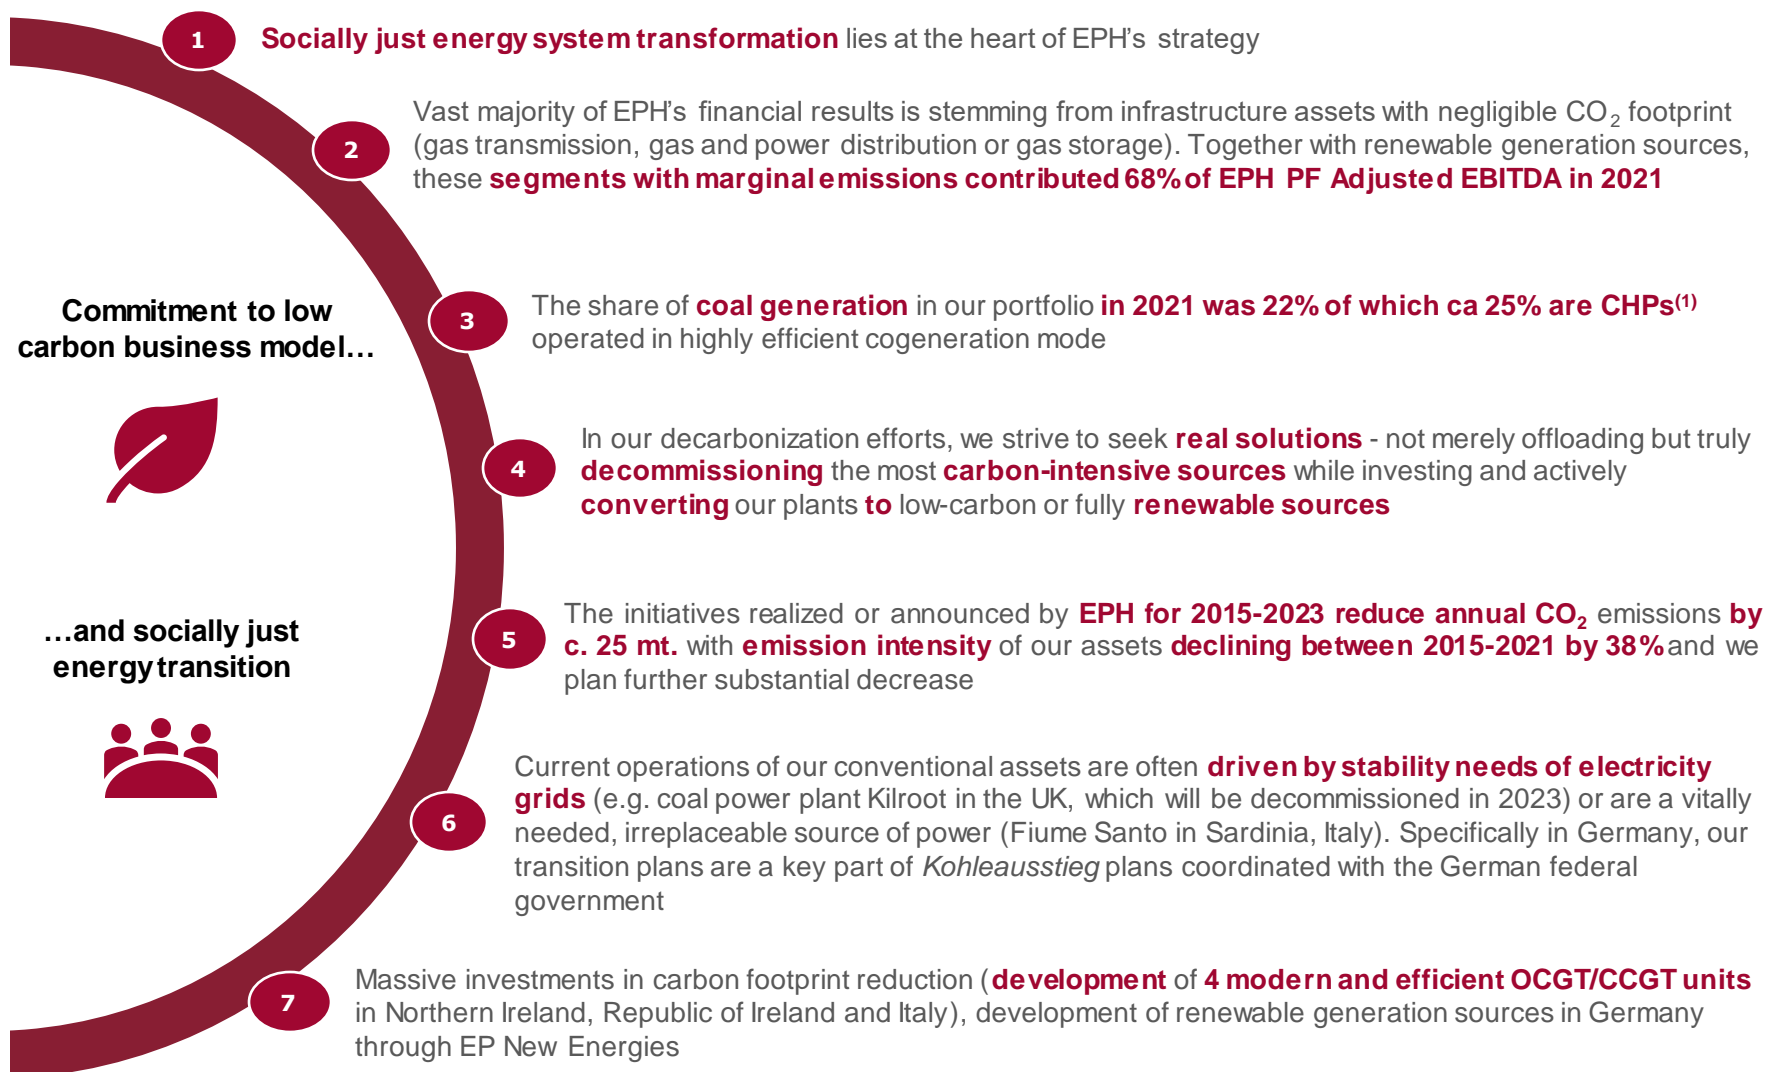 1 Socially just energy system transformation lies at the heart of EPH's strategy
Vast majority of EPH's financial results is stemming from infrastructure assets with negligible CO₂ footprint
2 (gas transmission, gas and power distribution or gas storage). Together with renewable generation sources,
these segments with marginal emissions contributed 68% of EPH PF Adjusted EBITDA in 2021
Commitment to low
carbon business model…
3 The share of coal generation in our portfolio in 2021 was 22% of which ca 25% are CHPs⁽¹⁾
operated in highly efficient cogeneration mode
In our decarbonization efforts, we strive to seek real solutions - not merely offloading but truly
4 decommissioning the most carbon-intensive sources while investing and actively
converting our plants to low-carbon or fully renewable sources
…and socially just
energy transition
The initiatives realized or announced by EPH for 2015-2023 reduce annual CO₂ emissions by
5 c. 25 mt. with emission intensity of our assets declining between 2015-2021 by 38% and we
plan further substantial decrease
Current operations of our conventional assets are often driven by stability needs of electricity
grids (e.g. coal power plant Kilroot in the UK, which will be decommissioned in 2023) or are a vitally
6 needed, irreplaceable source of power (Fiume Santo in Sardinia, Italy). Specifically in Germany, our
transition plans are a key part of Kohleausstieg plans coordinated with the German federal
government
Massive investments in carbon footprint reduction (development of 4 modern and efficient OCGT/CCGT units
7 in Northern Ireland, Republic of Ireland and Italy), development of renewable generation sources in Germany
through EP New Energies